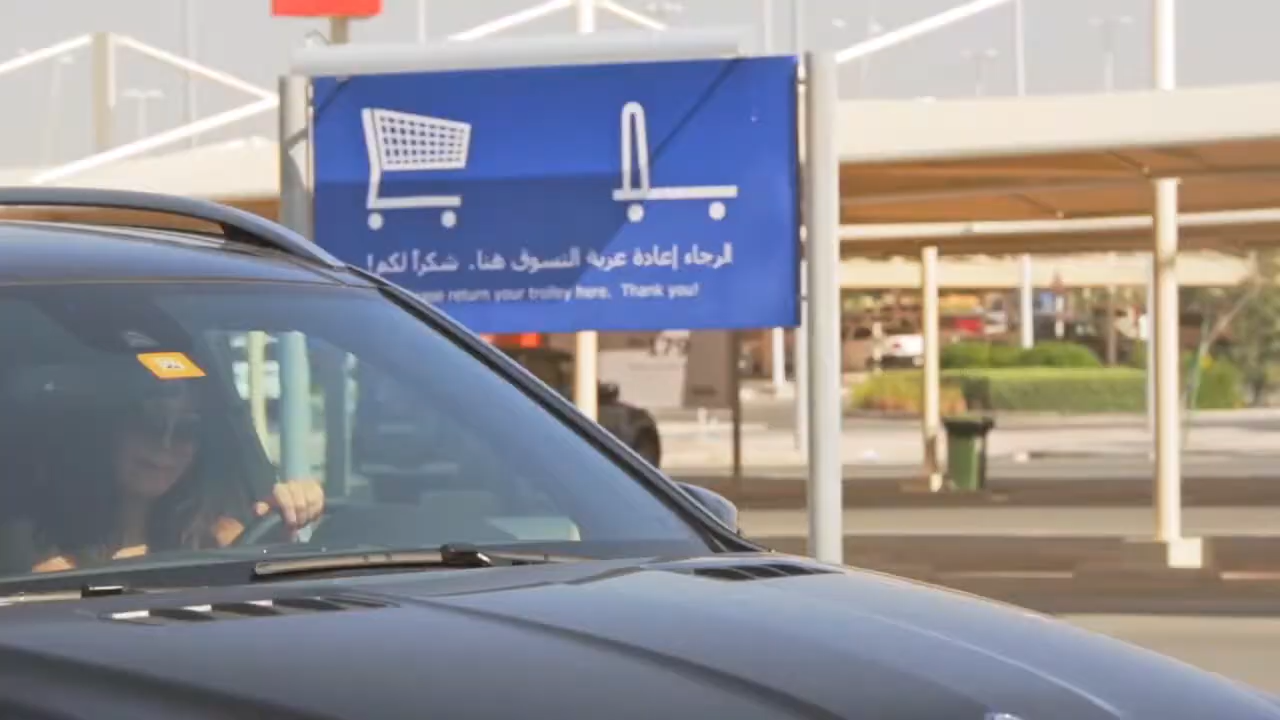 الرجاء إعادة عربة التسوق هنا. شكراً لكم!
return your trolley here. Thank you!